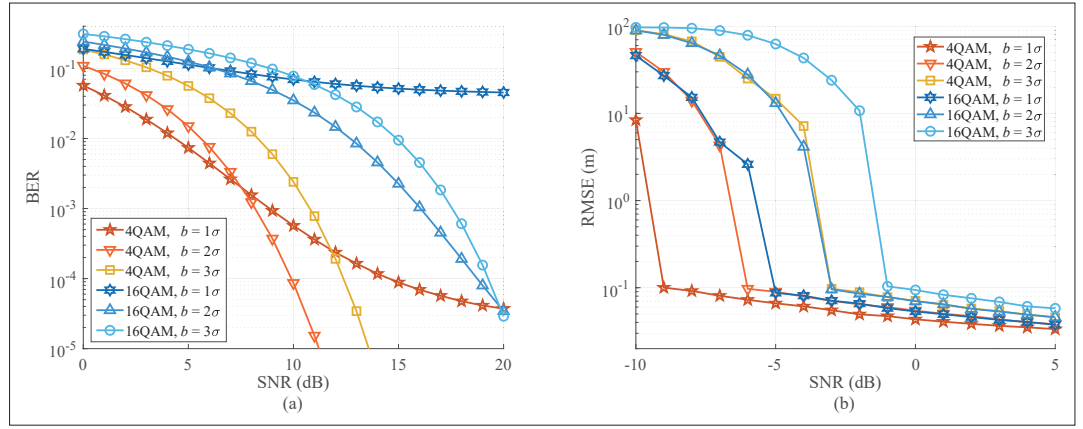 10^-1
10^-2
10^-3
10^-4
10^-5
BER
4QAM, b = 1σ
4QAM, b = 2σ
4QAM, b = 3σ
16QAM, b = 1σ
16QAM, b = 2σ
16QAM, b = 3σ
0 5 10 15 20
SNR (dB)
(a)
10^2
10^1
10^0
10^-1
RMSE (m)
4QAM, b = 1σ
4QAM, b = 2σ
4QAM, b = 3σ
16QAM, b = 1σ
16QAM, b = 2σ
16QAM, b = 3σ
-10 -5 0 5
SNR (dB)
(b)